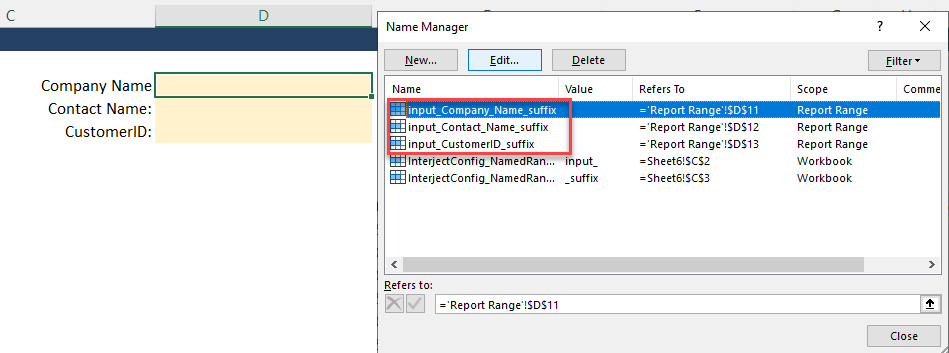 C D
Company Name
Contact Name:
CustomerID:
Name Manager ? ×
New... Edit... Delete Filter
Name Value Refers To Scope Comme
input_Company_Name_suffix ='Report Range'!$D$11 Report Range
input_Contact_Name_suffix ='Report Range'!$D$12 Report Range
input_CustomerID_suffix ='Report Range'!$D$13 Report Range
InterjectConfig_NamedRan... input_ =Sheet6!$C$2 Workbook
InterjectConfig_NamedRan... _suffix =Sheet6!$C$3 Workbook
Refers to:
='Report Range'!$D$11
Close